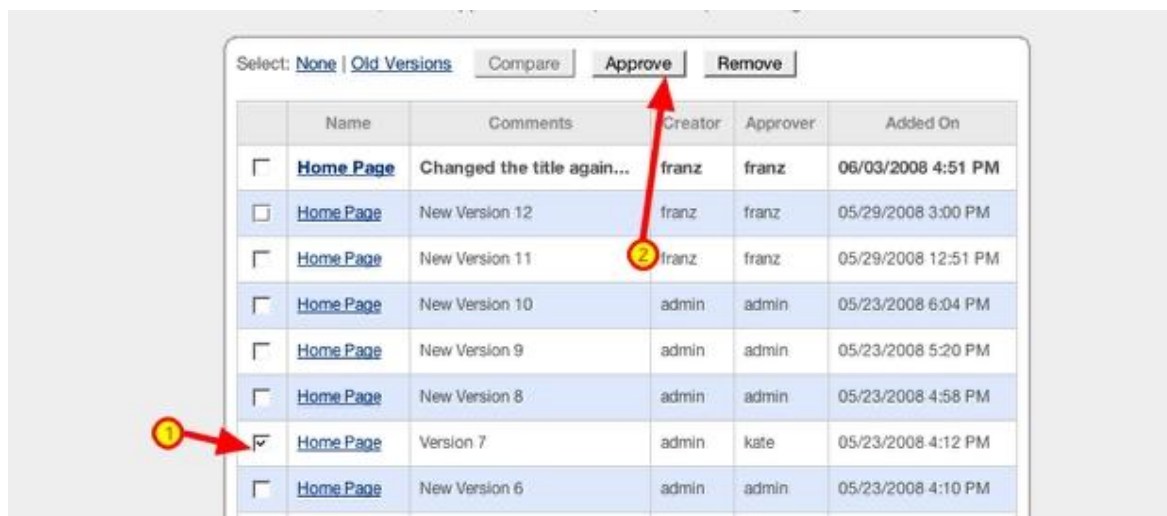 Select: None | Old Versions Compare Approve Remove
Name Comments Creator Approver Added On
Home Page Changed the title again... franz franz 06/03/2008 4:51 PM
Home Page New Version 12 franz franz 05/29/2008 3:00 PM
Home Page New Version 11 franz franz 05/29/2008 12:51 PM
2
Home Page New Version 10 admin admin 05/23/2008 6:04 PM
Home Page New Version 9 admin admin 05/23/2008 5:20 PM
Home Page New Version 8 admin admin 05/23/2008 4:58 PM
1
Home Page Version 7 admin kate 05/23/2008 4:12 PM
Home Page New Version 6 admin admin 05/23/2008 4:10 PM